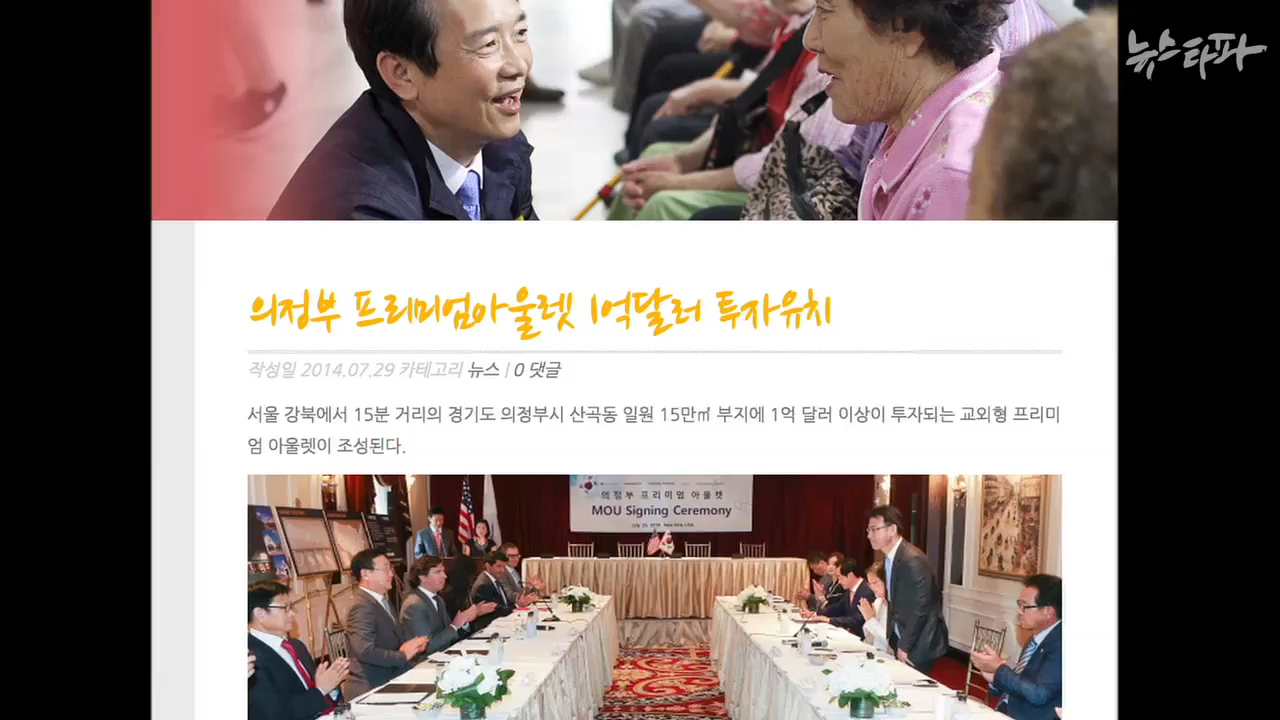 뉴스타파
의정부 프리미엄아울렛 1억달러 투자유치
작성일 2014.07.29 카테고리 뉴스 | 0 댓글
서울 강북에서 15분 거리의 경기도 의정부시 산곡동 일원 15만㎡ 부지에 1억 달러 이상이 투자되는 교외형 프리미
엄 아울렛이 조성된다.
의정부 프리미엄 아울렛
MOU Signing Ceremony